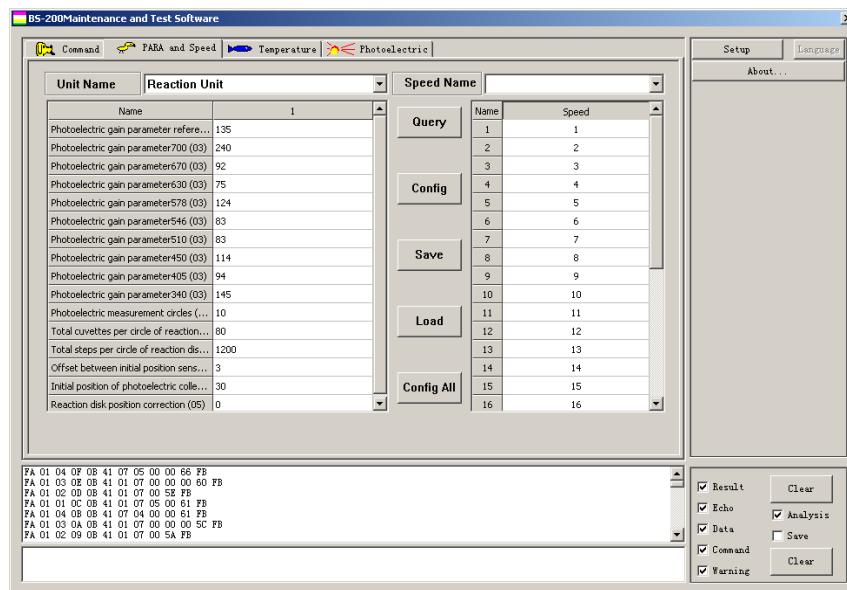 BS-200Maintenance and Test Software
Command PARA and Speed Temperature Photoelectric
Setup Language
About...
Unit Name Reaction Unit Speed Name
Name 1
Photoelectric gain parameter refere... 135
Photoelectric gain parameter700 (03) 240
Photoelectric gain parameter670 (03) 92
Photoelectric gain parameter630 (03) 75
Photoelectric gain parameter578 (03) 124
Photoelectric gain parameter546 (03) 83
Photoelectric gain parameter510 (03) 83
Photoelectric gain parameter450 (03) 114
Photoelectric gain parameter405 (03) 94
Photoelectric gain parameter340 (03) 145
Photoelectric measurement circles (... 10
Total cuvettes per circle of reaction... 80
Total steps per circle of reaction dis... 1200
Offset between initial position sens... 3
Initial position of photoelectric colle... 30
Reaction disk position correction (05) 0
Query
Config
Save
Load
Config All
Name Speed
1 1
2 2
3 3
4 4
5 5
6 6
7 7
8 8
9 9
10 10
11 11
12 12
13 13
14 14
15 15
16 16
FA 01 04 0F 0B 41 07 05 00 00 66 FB
FA 01 03 0E 0B 41 01 07 00 00 00 60 FB
FA 01 02 0D 0B 41 01 07 00 5E FB
FA 01 01 0C 0B 41 01 07 05 00 61 FB
FA 01 04 0B 0B 41 07 04 00 00 61 FB
FA 01 03 0A 0B 41 01 07 00 00 00 5C FB
FA 01 02 09 0B 41 01 07 00 5A FB
Result
Echo
Data
Command
Warning
Clear
Analysis
Save
Clear